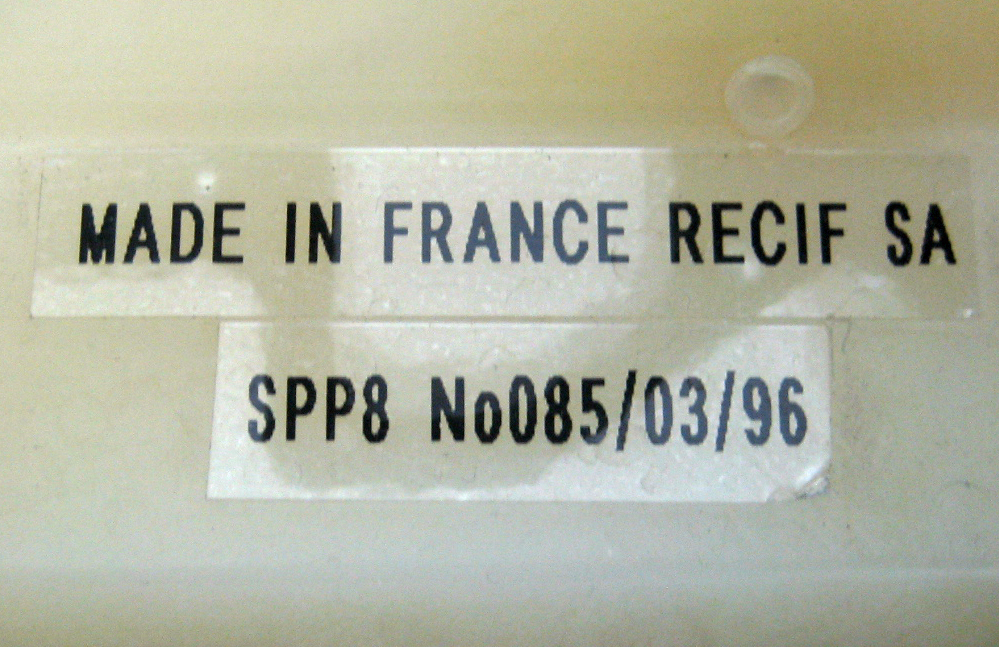 MADE IN FRANCE RECIF SA
SPP8 No085/03/96